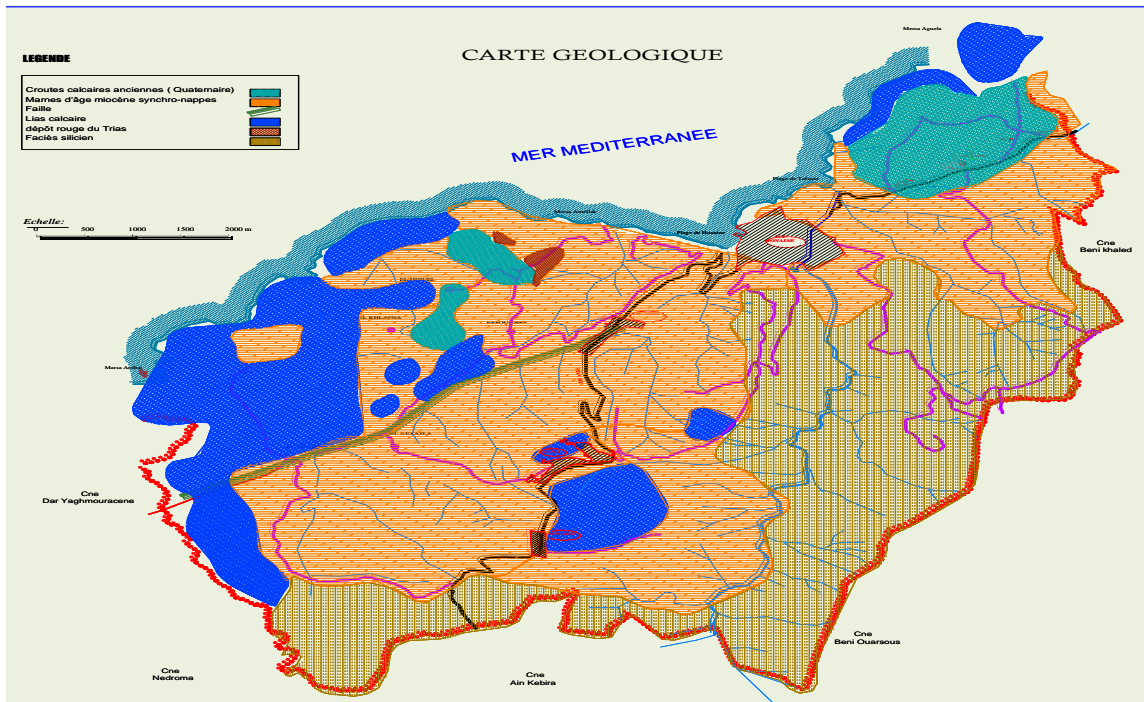 Mersa Aguela
CARTE GEOLOGIQUE
LEGENDE
Croutes calcaires anciennes ( Quaternaire)
Marnes d'âge miocène synchro-nappes
Faille
Lias calcaire
dépôt rouge du Trias
Faciès silicien
MER MEDITERRANEE
Echelle:
0 500 1000 1500 2000 m
Cne
Beni khaled
Cne
Dar Yaghmouracene
Cne
Beni Ouarsous
Cne
Nedroma
Cne
Ain Kebira